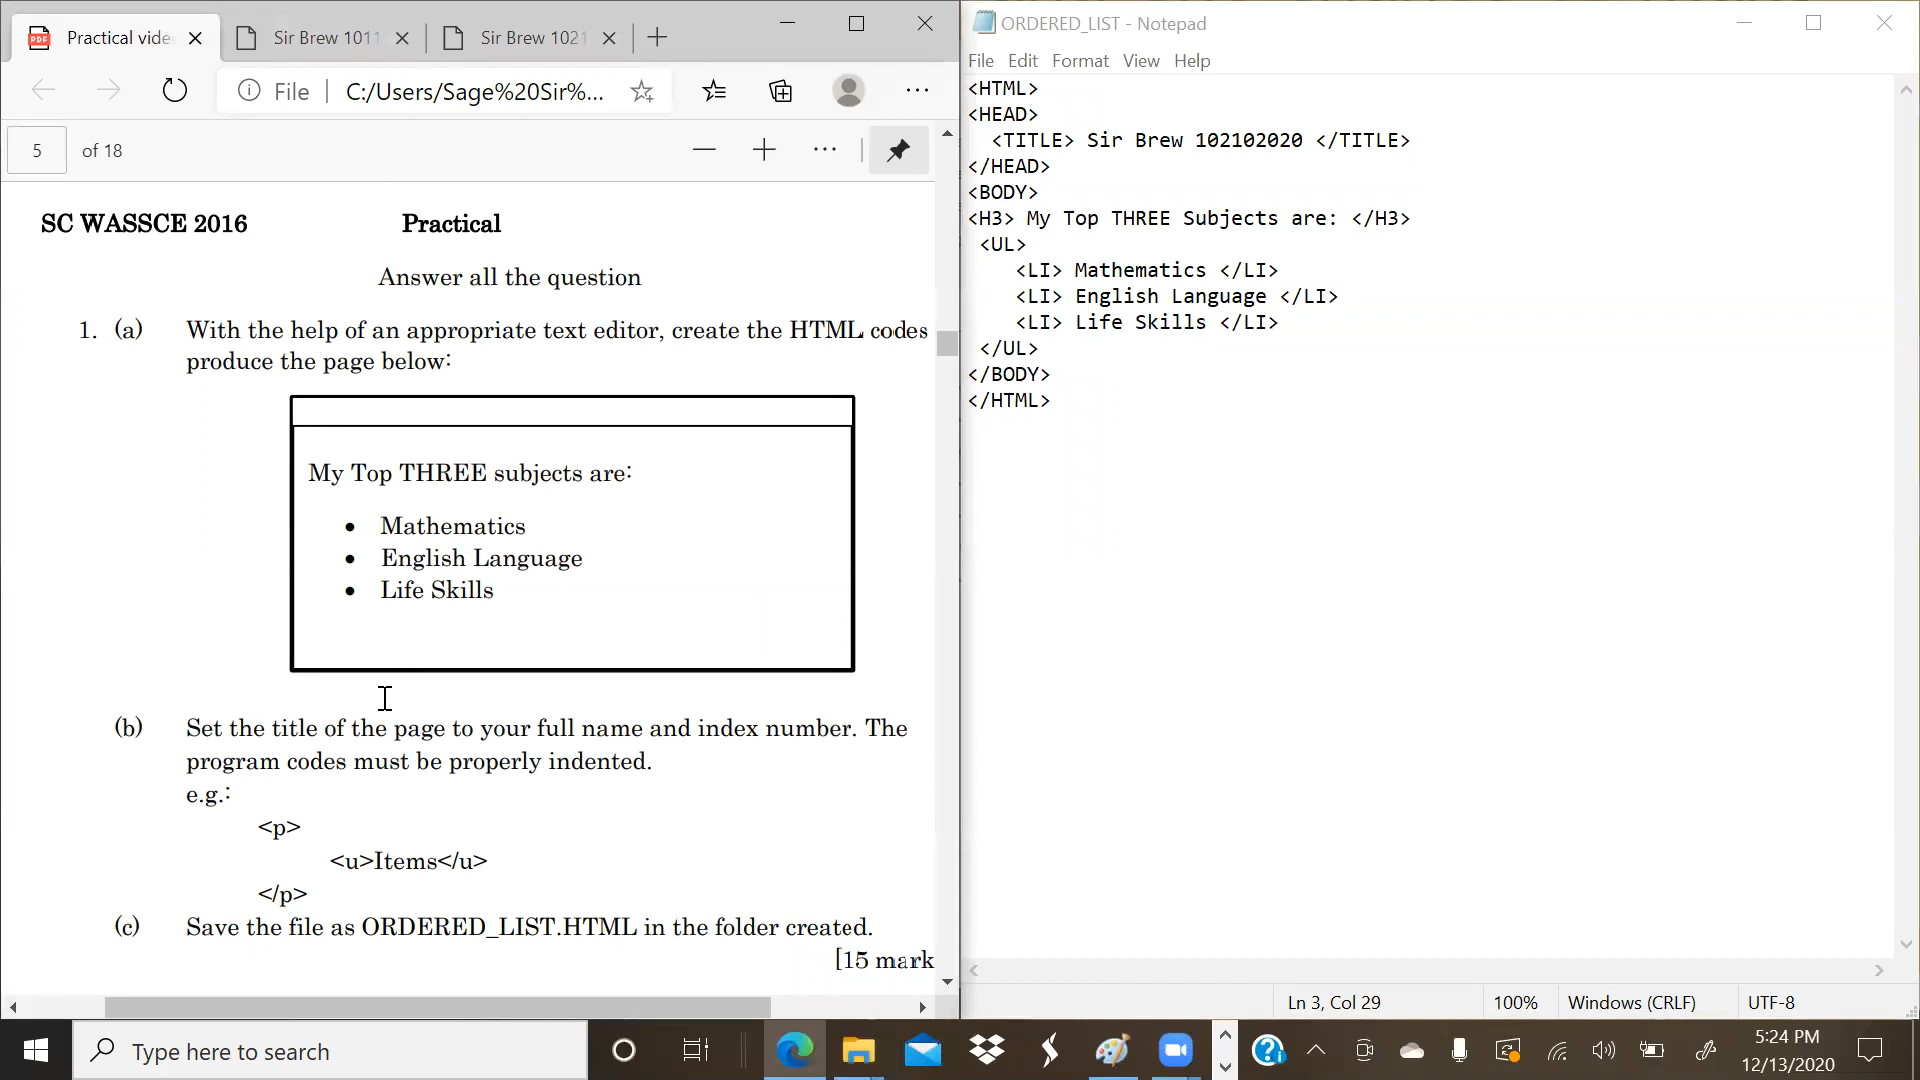 Practical vide
Sir Brew 1011
Sir Brew 1021
File
C:/Users/Sage%20Sir%...
5
of 18
SC WASSCE 2016 Practical
Answer all the question
1. (a) With the help of an appropriate text editor, create the HTML codes
produce the page below:
My Top THREE subjects are:
• Mathematics
• English Language
• Life Skills
(b) Set the title of the page to your full name and index number. The
program codes must be properly indented.
e.g.:
<p>
<u>Items</u>
</p>
(c) Save the file as ORDERED_LIST.HTML in the folder created.
[15 mark
ORDERED_LIST - Notepad
File Edit Format View Help
<HTML>
<HEAD>
<TITLE> Sir Brew 102102020 </TITLE>
</HEAD>
<BODY>
<H3> My Top THREE Subjects are: </H3>
<UL>
<LI> Mathematics </LI>
<LI> English Language </LI>
<LI> Life Skills </LI>
</UL>
</BODY>
</HTML>
Ln 3, Col 29
100%
Windows (CRLF)
UTF-8
Type here to search
5:24 PM
12/13/2020